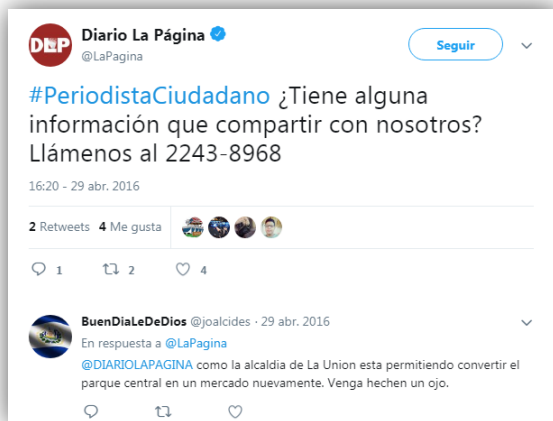 DLP
Diario La Página
@LaPagina
Seguir
#PeriodistaCiudadano ¿Tiene alguna
información que compartir con nosotros?
Llámenos al 2243-8968
16:20 - 29 abr. 2016
2 Retweets 4 Me gusta
1 2 4
BuenDiaLeDeDios @joalcides · 29 abr. 2016
En respuesta a @LaPagina
@DIARIOLAPAGINA como la alcaldia de La Union esta permitiendo convertir el
parque central en un mercado nuevamente. Venga hechen un ojo.